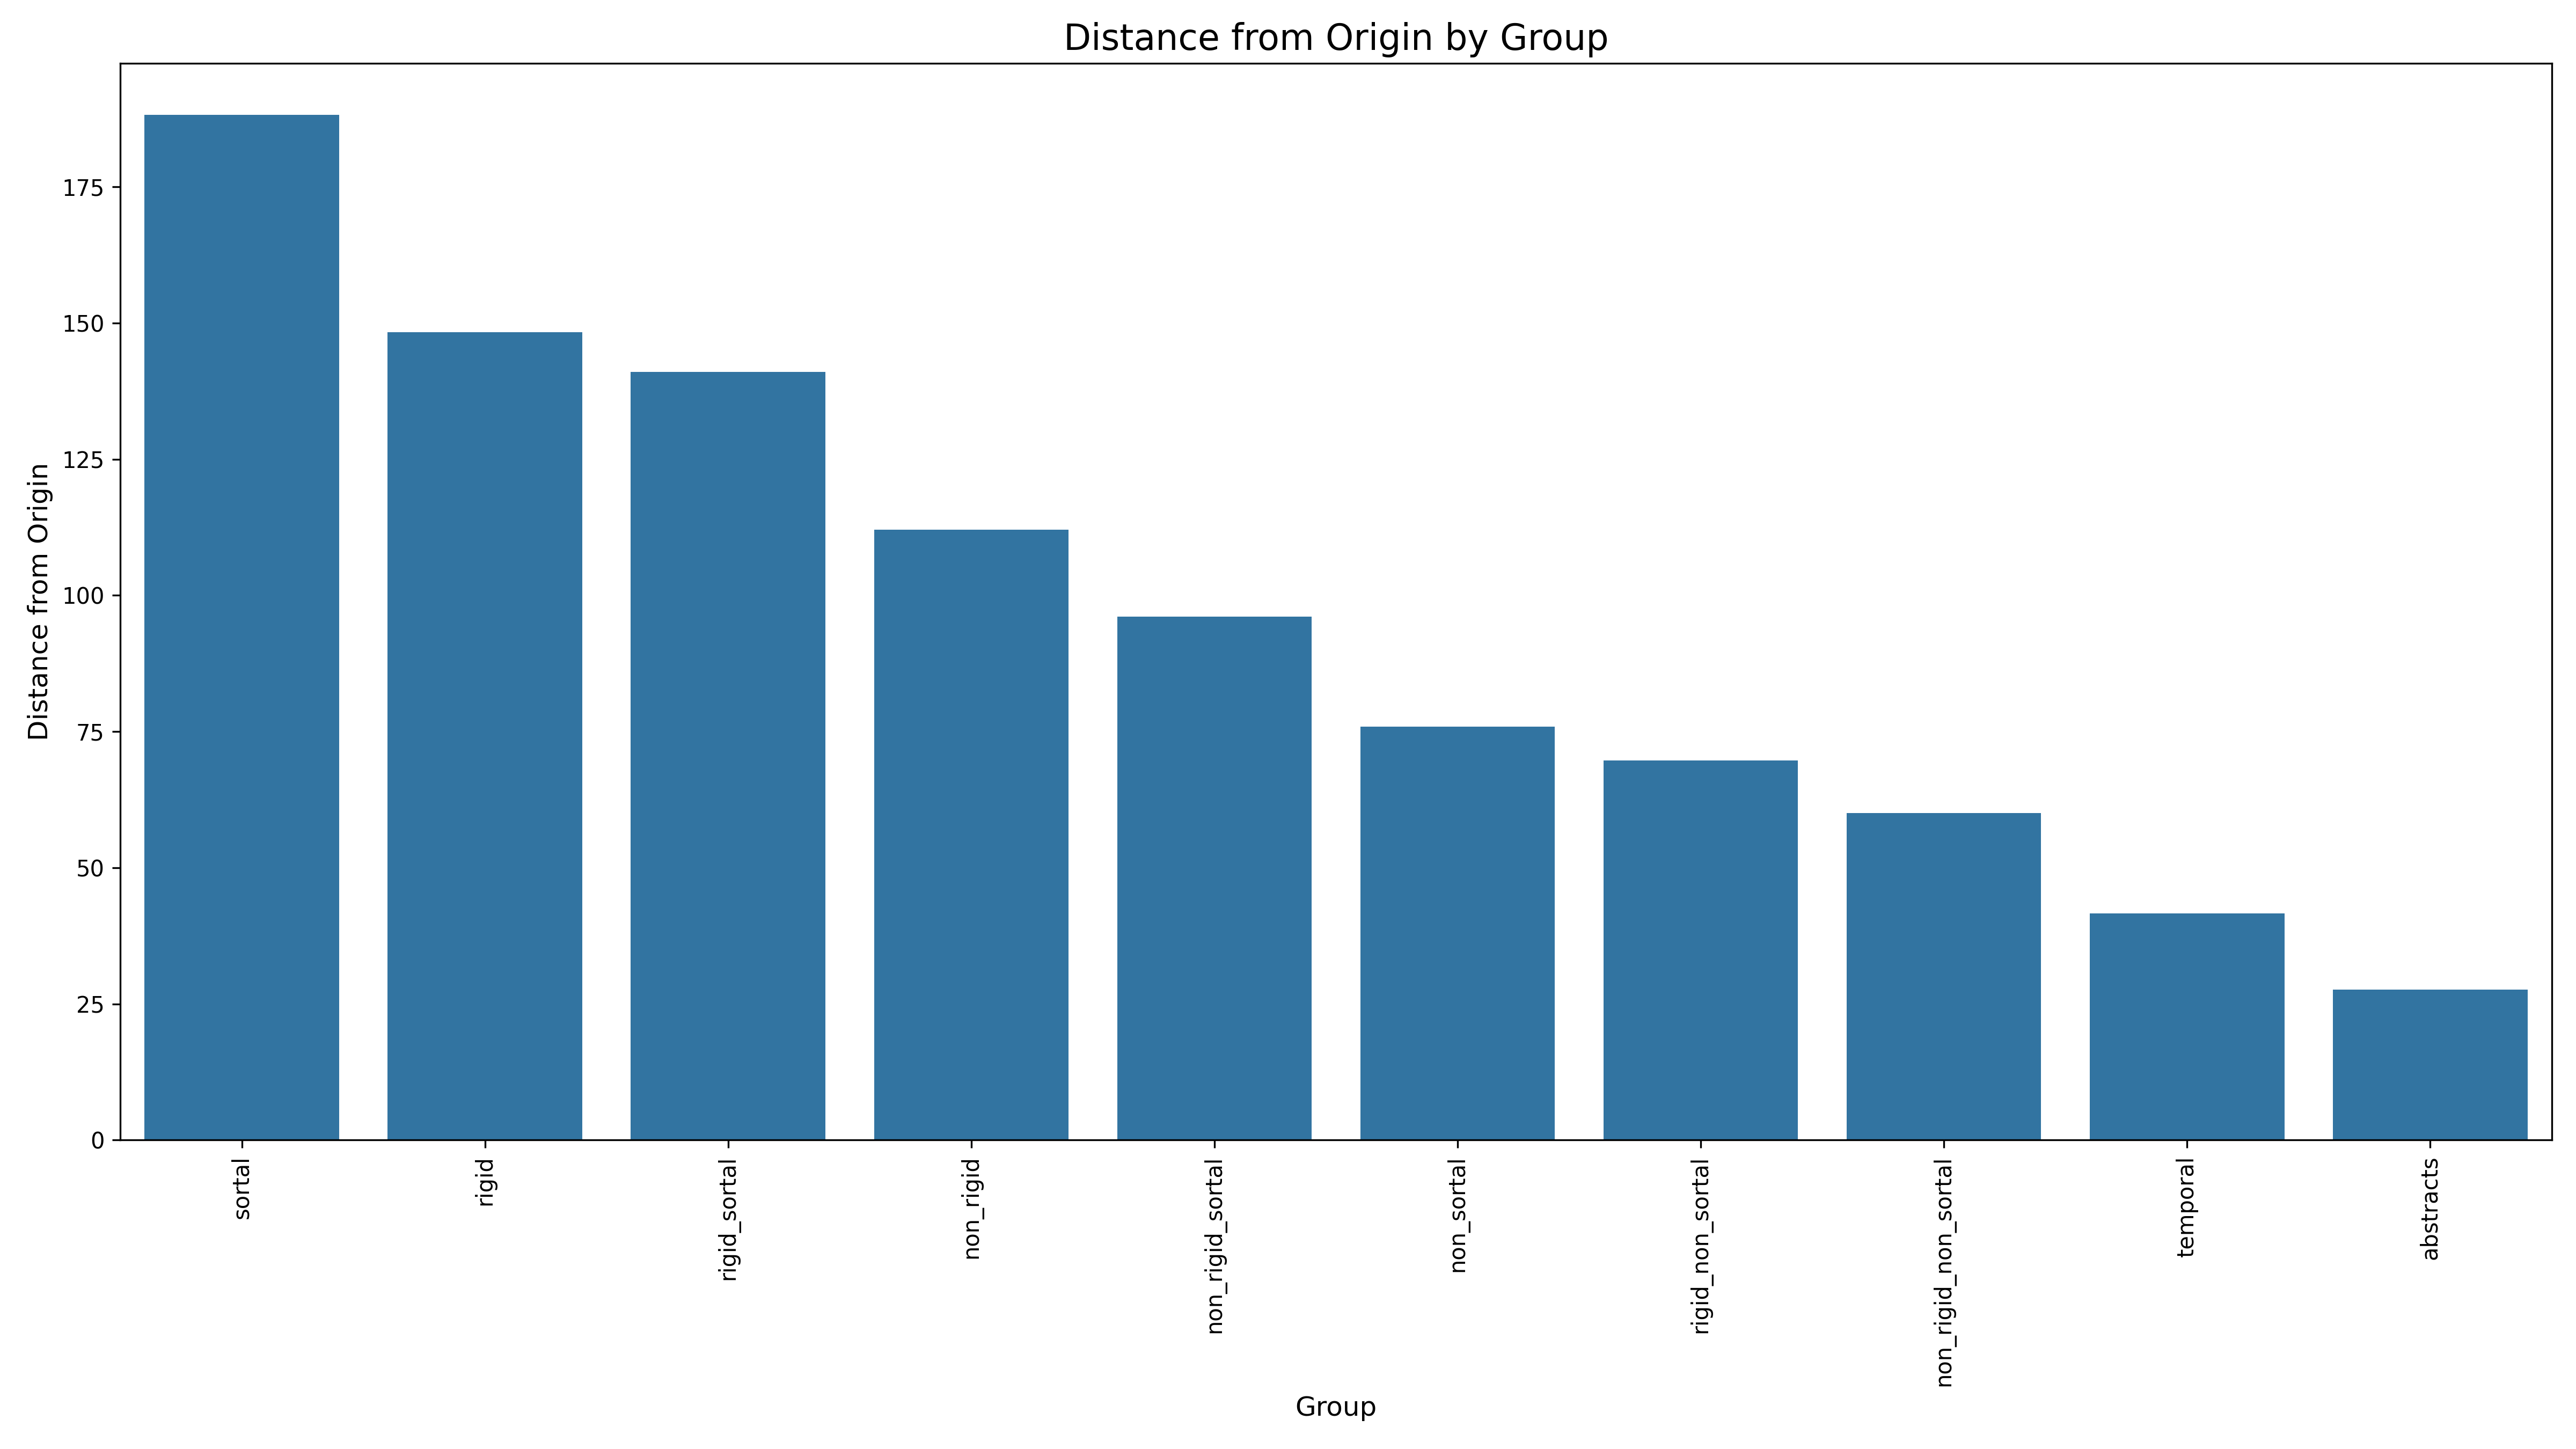 Distance from Origin by Group
Distance from Origin
175
150
125
100
75
50
25
0
sortal
rigid
rigid_sortal
non_rigid
non_rigid_sortal
non_sortal
rigid_non_sortal
non_rigid_non_sortal
temporal
abstracts
Group